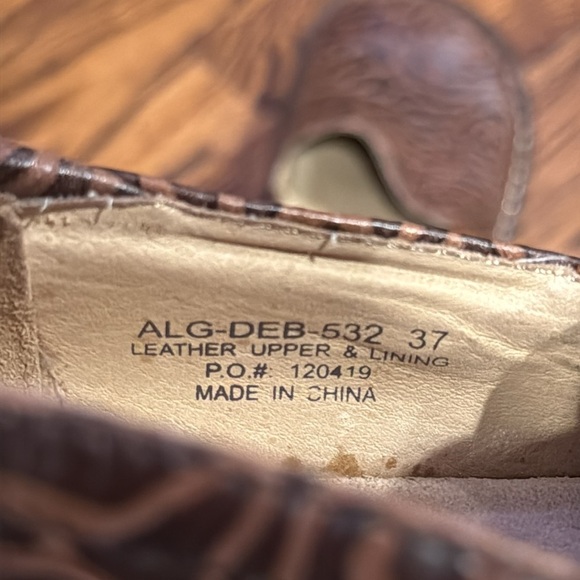 ALG-DEB-532 37
LEATHER UPPER & LINING
P.O.# 120419
MADE IN CHINA